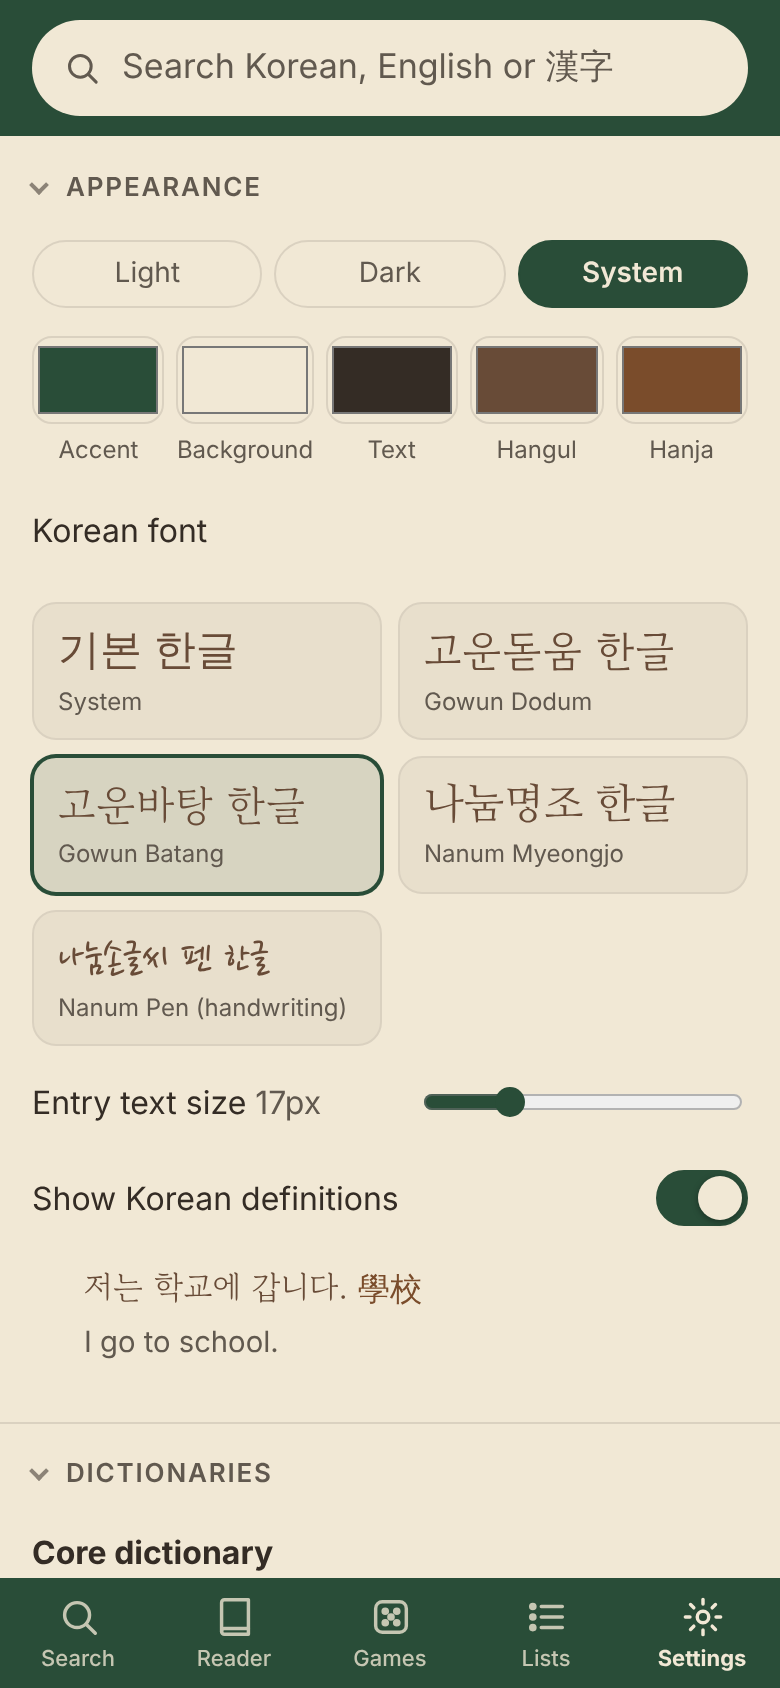 Search Korean, English or 漢字
APPEARANCE
Light
Dark
System
Accent
Background
Text
Hangul
Hanja
Korean font
기본 한글
System
고운돋움 한글
Gowun Dodum
고운바탕 한글
Gowun Batang
나눔명조 한글
Nanum Myeongjo
나눔손글씨 펜 한글
Nanum Pen (handwriting)
Entry text size 17px
Show Korean definitions
저는 학교에 갑니다. 學校
I go to school.
DICTIONARIES
Core dictionary
Search
Reader
Games
Lists
Settings